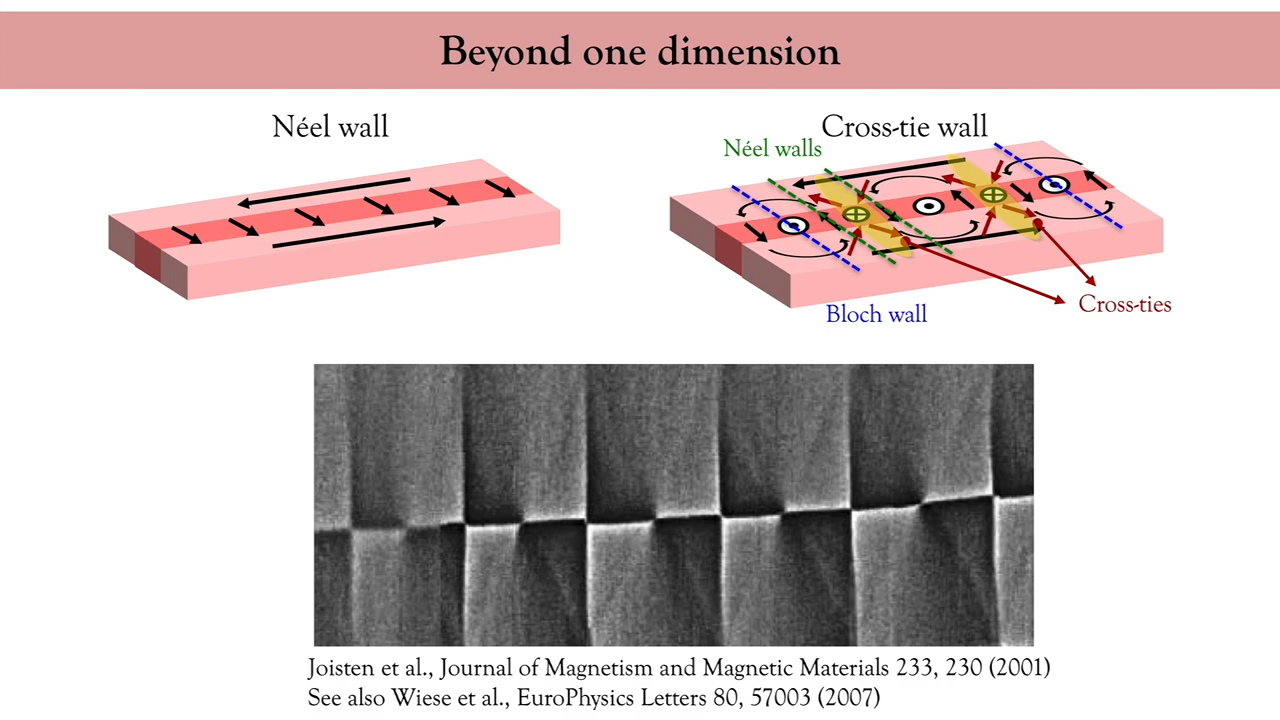 Beyond one dimension
Néel wall
Cross-tie wall
Néel walls
Bloch wall
Cross-ties
Joisten et al., Journal of Magnetism and Magnetic Materials 233, 230 (2001)
See also Wiese et al., EuroPhysics Letters 80, 57003 (2007)